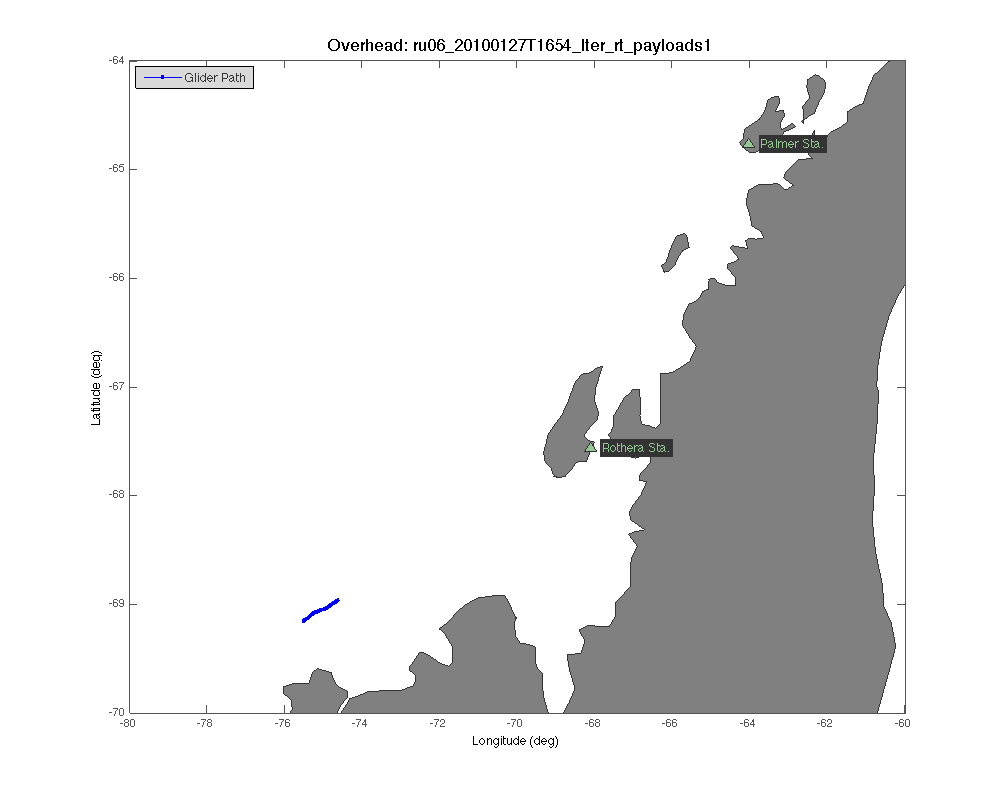 Overhead: ru06_20100127T1654_lter_rt_payloads1
-64
Glider Path
Palmer Sta.
-65
-66
Latitude (deg)
-67
Rothera Sta.
-68
-69
-70
-80 -78 -76 -74 -72 -70 -68 -66 -64 -62 -60
Longitude (deg)